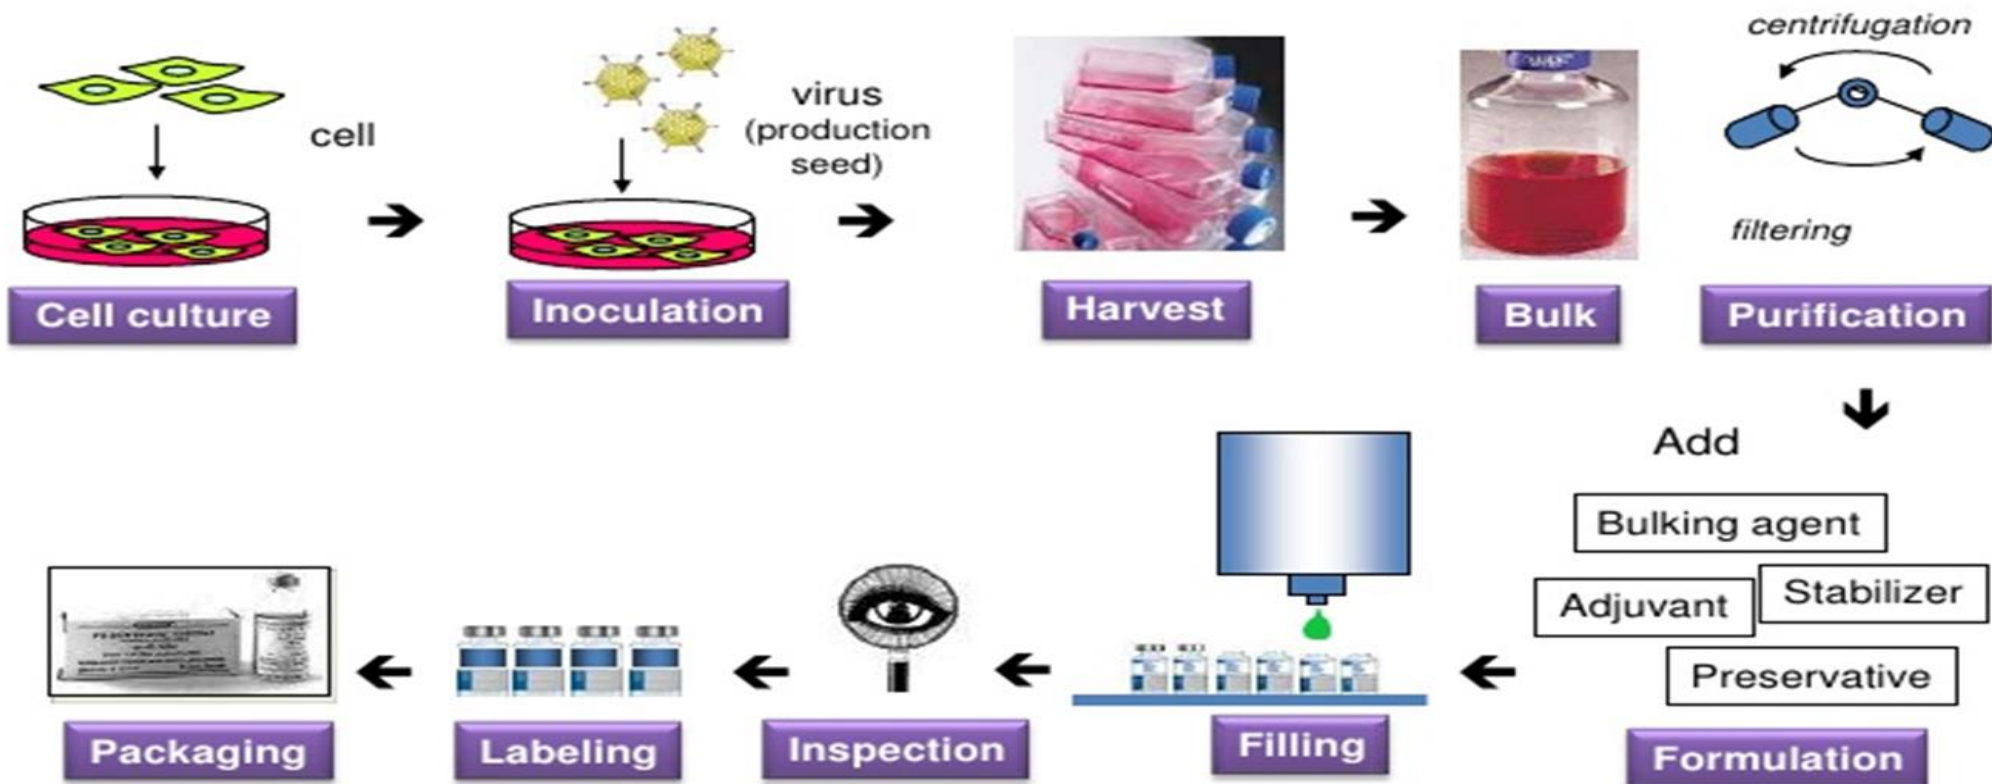 centrifugation
cell
virus
(production
seed)
filtering
Cell culture
Inoculation
Harvest
Bulk
Purification
Add
Bulking agent
Adjuvant
Stabilizer
Preservative
Packaging
Labeling
Inspection
Filling
Formulation